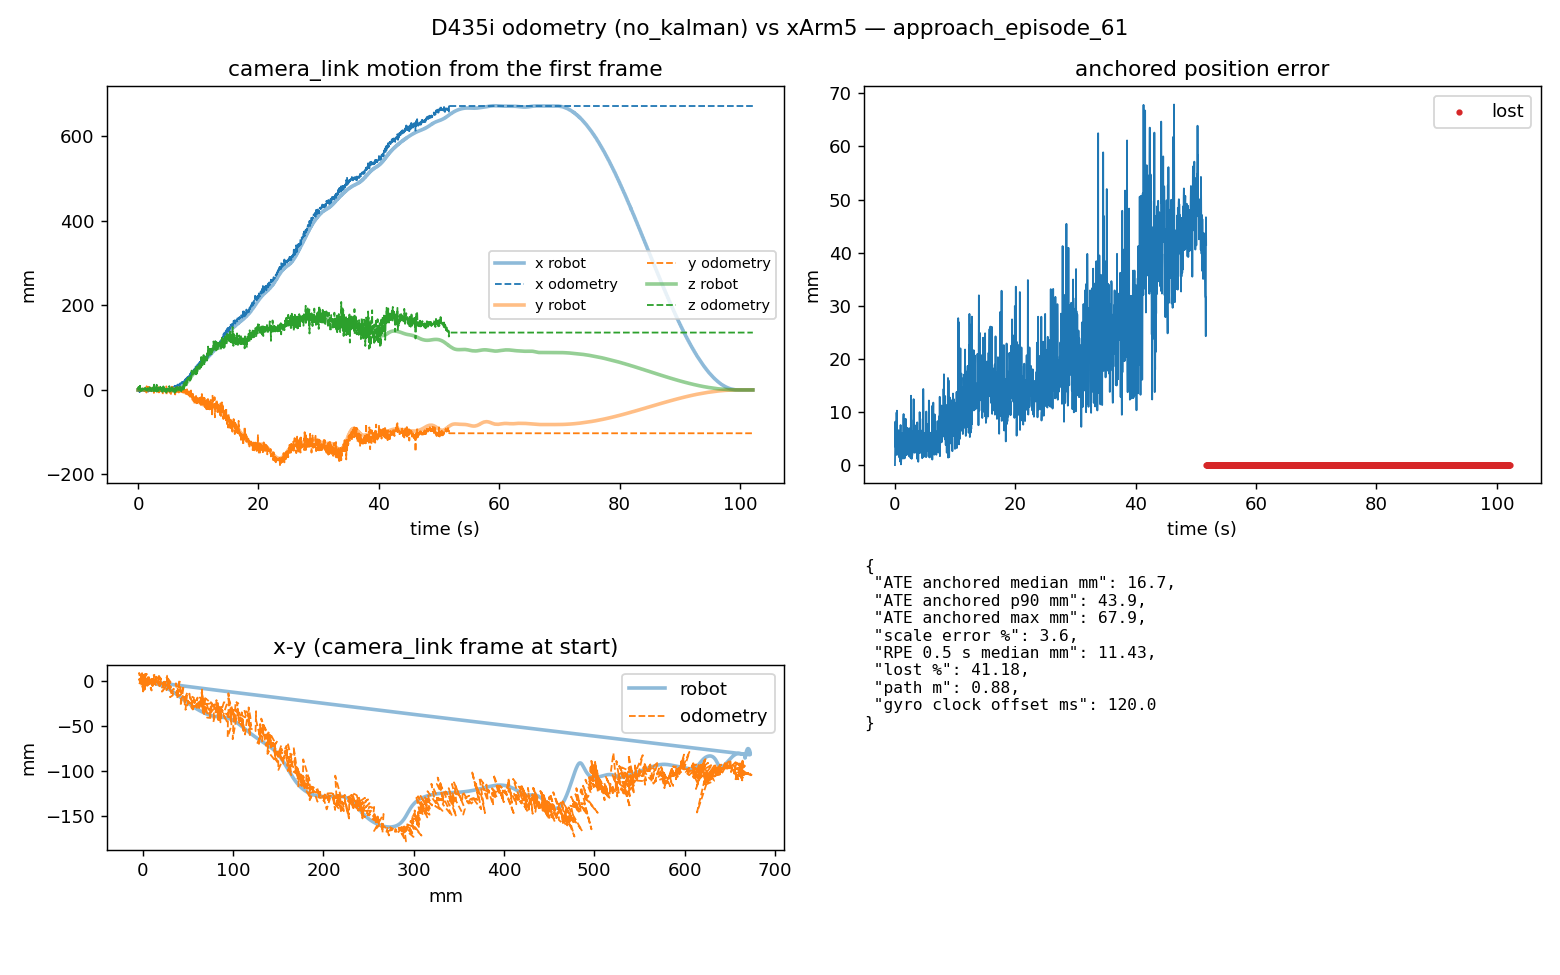 D435i odometry (no_kalman) vs xArm5 — approach_episode_61
camera_link motion from the first frame
mm
600
400
200
0
−200
0 20 40 60 80 100
time (s)
x robot
x odometry
y robot
y odometry
z robot
z odometry
anchored position error
mm
70
60
50
40
30
20
10
0
0 20 40 60 80 100
time (s)
lost
x-y (camera_link frame at start)
mm
0
−50
−100
−150
0 100 200 300 400 500 600 700
mm
robot
odometry
{
"ATE anchored median mm": 16.7,
"ATE anchored p90 mm": 43.9,
"ATE anchored max mm": 67.9,
"scale error %": 3.6,
"RPE 0.5 s median mm": 11.43,
"lost %": 41.18,
"path m": 0.88,
"gyro clock offset ms": 120.0
}